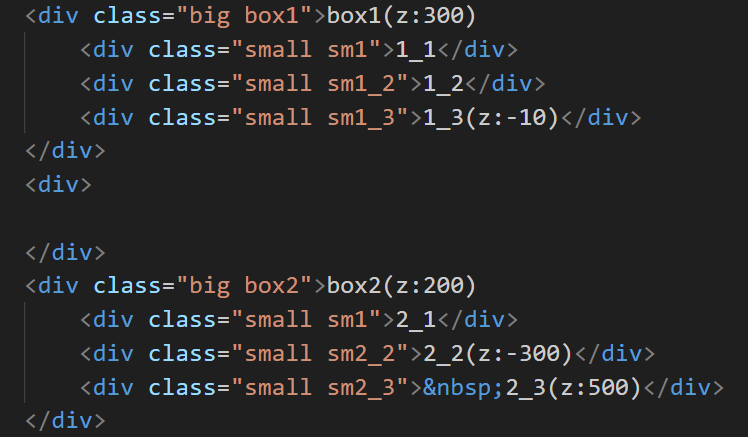 <div class="big box1">box1(z:300)
    <div class="small sm1">1_1</div>
    <div class="small sm1_2">1_2</div>
    <div class="small sm1_3">1_3(z:-10)</div>
</div>
<div>
</div>
<div class="big box2">box2(z:200)
    <div class="small sm1">2_1</div>
    <div class="small sm2_2">2_2(z:-300)</div>
    <div class="small sm2_3">&nbsp;2_3(z:500)</div>
</div>